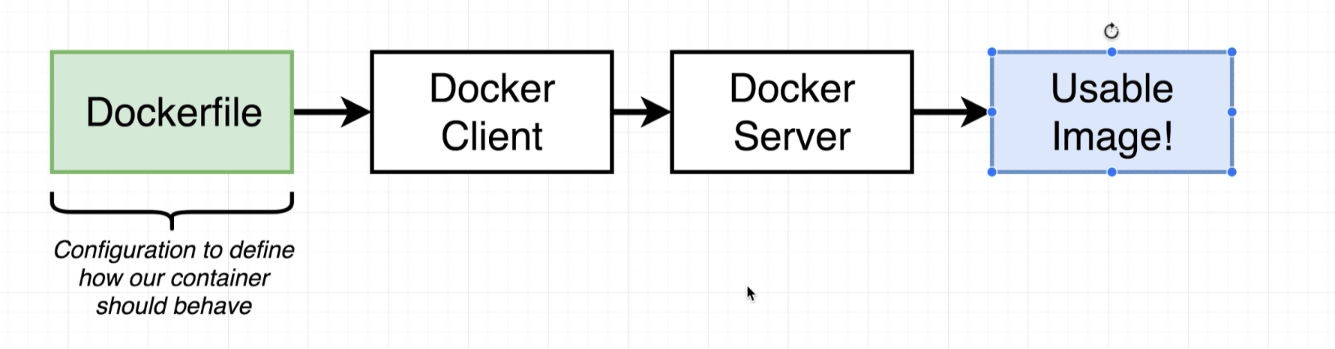 Dockerfile
Docker
Client
Docker
Server
Usable
Image!
Configuration to define
how our container
should behave